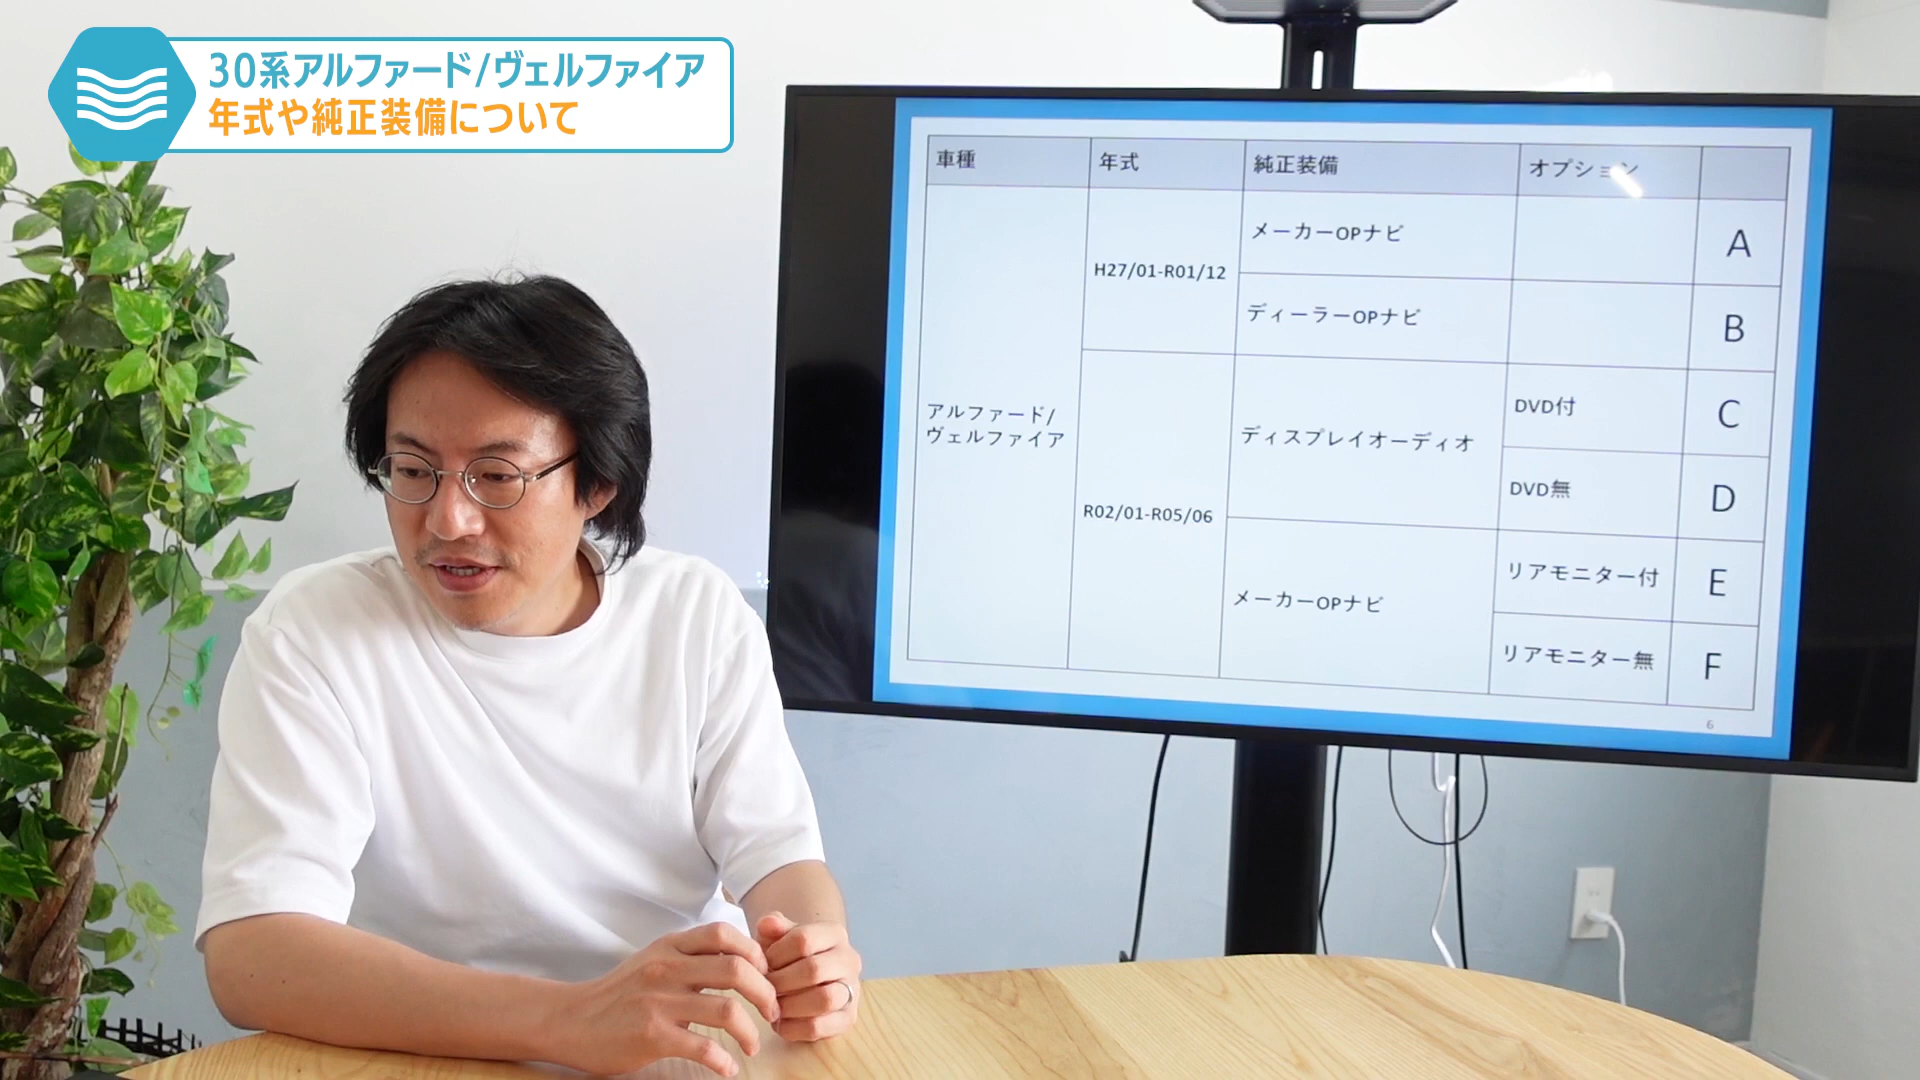 30系アルファード/ヴェルファイア
年式や純正装備について
車種 年式 純正装備 オプション
アルファード/
ヴェルファイア
H27/01-R01/12
メーカーOPナビ A
ディーラーOPナビ B
R02/01-R05/06
ディスプレイオーディオ
DVD付 C
DVD無 D
メーカーOPナビ
リアモニター付 E
リアモニター無 F
6